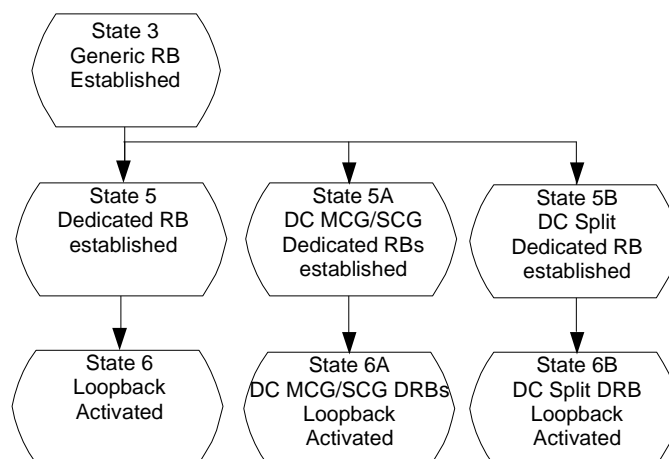 State 3
Generic RB
Established
State 5
Dedicated RB
established
State 5A
DC MCG/SCG
Dedicated RBs
established
State 5B
DC Split
Dedicated RB
established
State 6
Loopback
Activated
State 6A
DC MCG/SCG DRBs
Loopback
Activated
State 6B
DC Split DRB
Loopback
Activated